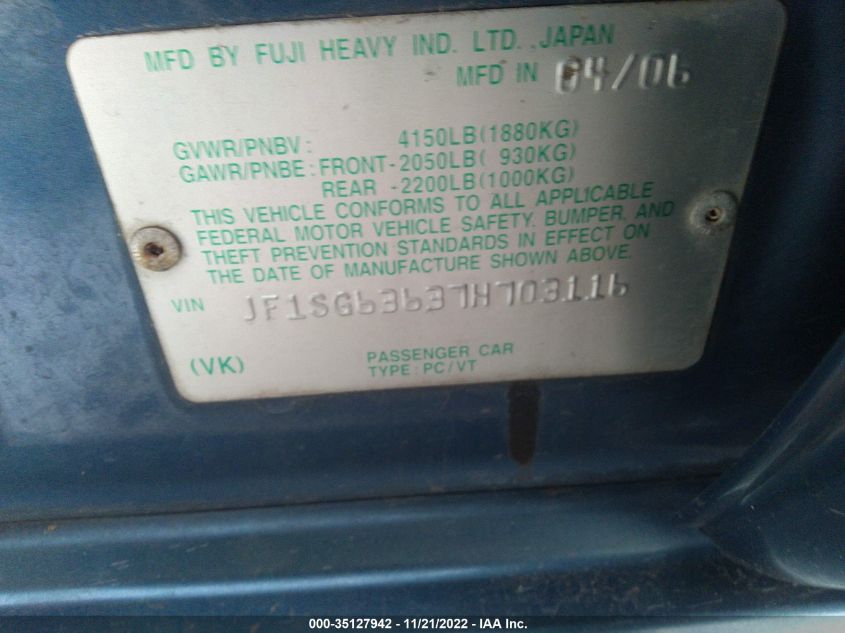 MFD BY FUJI HEAVY IND. LTD., JAPAN
MFD IN 04/06
GVWR/PNBV: 4150LB(1880KG)
GAWR/PNBE: FRONT-2050LB( 930KG)
REAR -2200LB(1000KG)
THIS VEHICLE CONFORMS TO ALL APPLICABLE
FEDERAL MOTOR VEHICLE SAFETY, BUMPER, AND
THEFT PREVENTION STANDARDS IN EFFECT ON
THE DATE OF MANUFACTURE SHOWN ABOVE.
VIN JF1SG63637H703116
(VK) PASSENGER CAR
TYPE: PC/VT
000-35127942 - 11/21/2022 - IAA Inc.